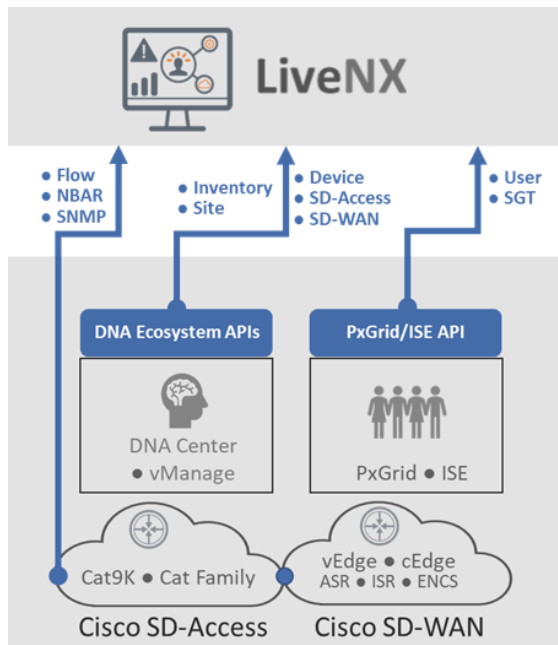 LiveNX
● Flow
● NBAR
● SNMP
● Inventory
● Site
● Device
● SD-Access
● SD-WAN
● User
● SGT
DNA Ecosystem APIs
PxGrid/ISE API
DNA Center
● vManage
PxGrid ● ISE
Cat9K ● Cat Family
vEdge ● cEdge
ASR ● ISR ● ENCS
Cisco SD-Access
Cisco SD-WAN